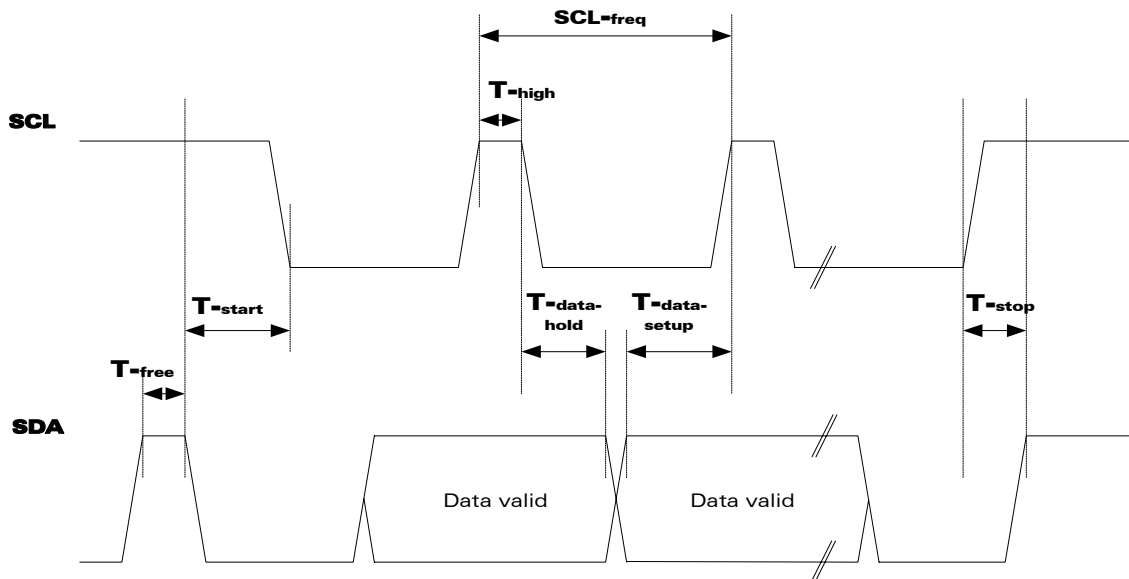 SCL-freq
T-high
SCL
T-start
T-data-
hold
T-data-
setup
T-stop
T-free
SDA
Data valid
Data valid